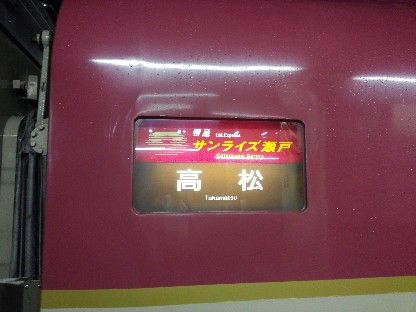 特急 Ltd. Express
サンライズ瀬戸
SUNRISE SETO
高松
Takamatsu